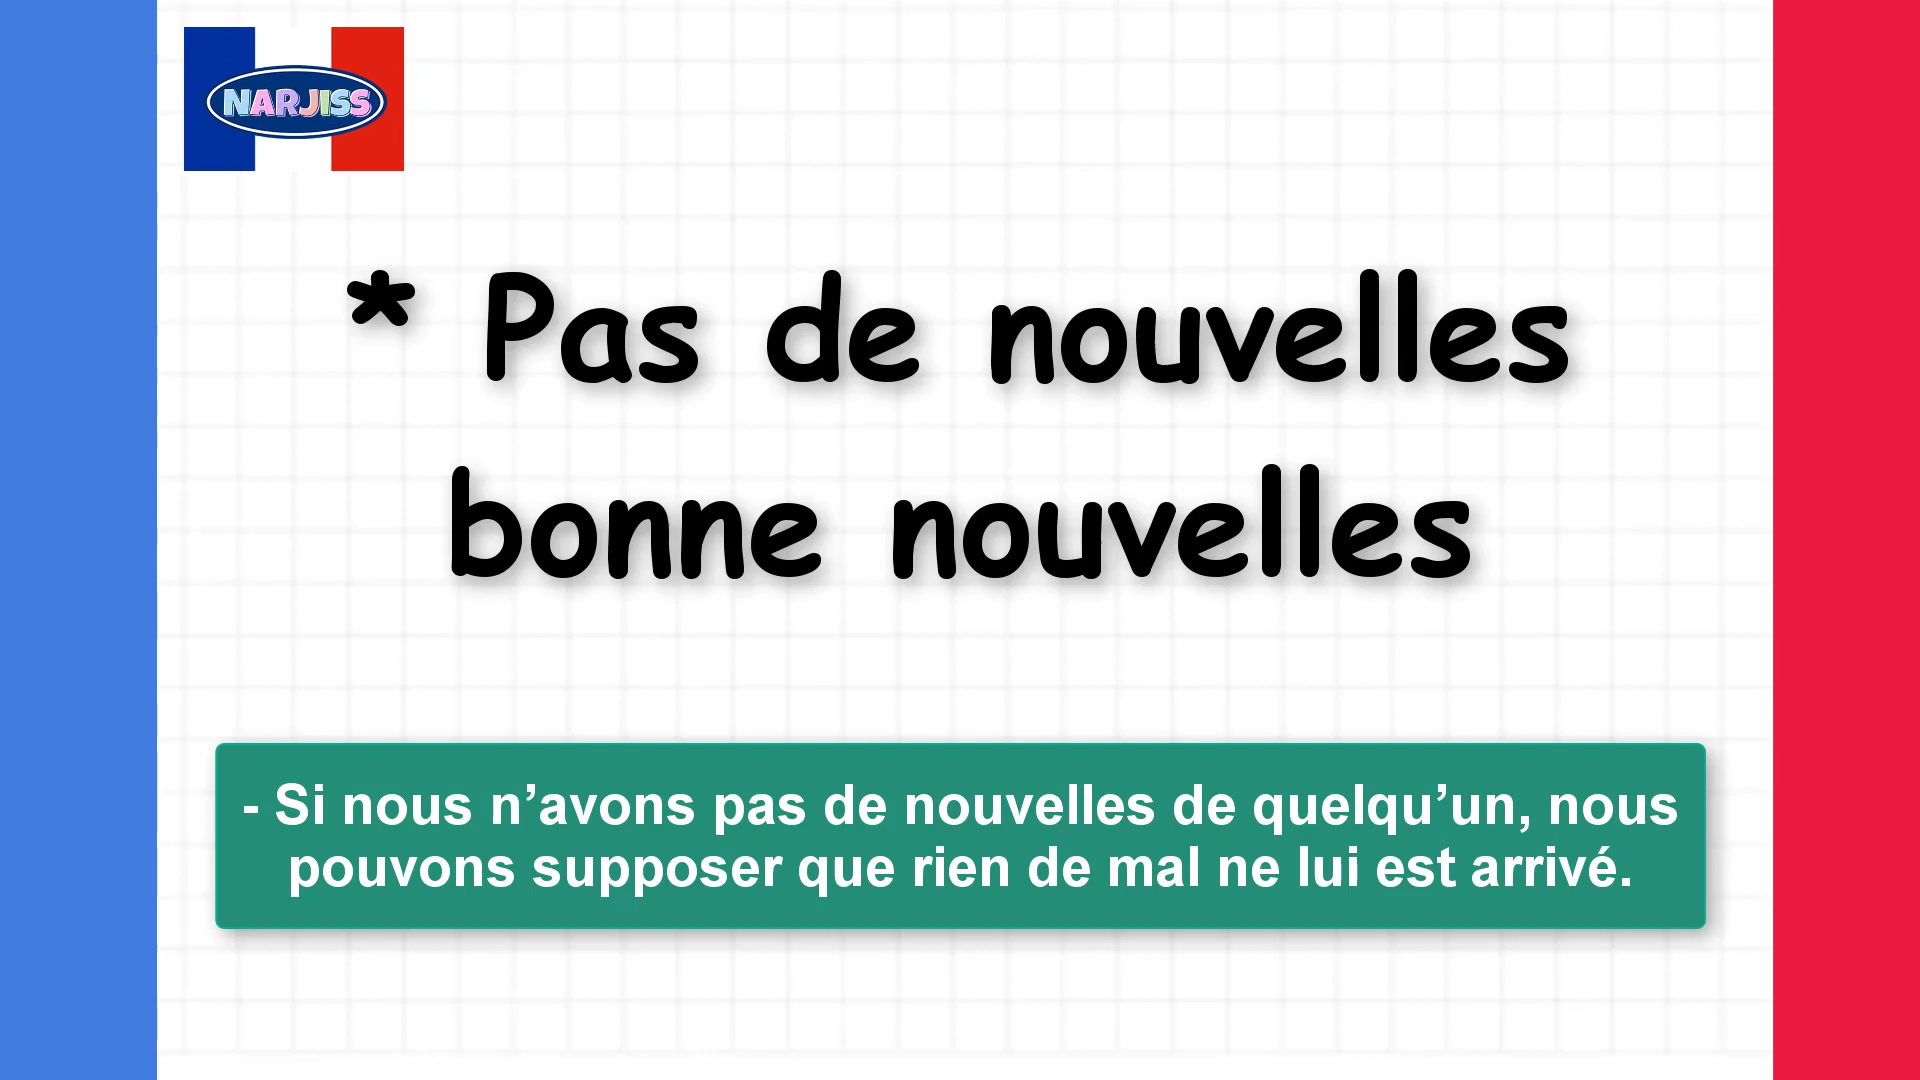 NARJISS
* Pas de nouvelles
bonne nouvelles
- Si nous n’avons pas de nouvelles de quelqu’un, nous
pouvons supposer que rien de mal ne lui est arrivé.